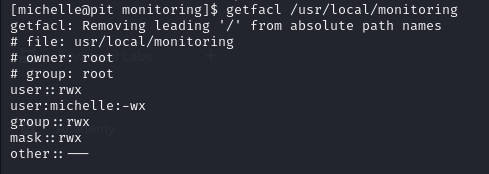 [michelle@pit monitoring]$ getfacl /usr/local/monitoring
getfacl: Removing leading '/' from absolute path names
# file: usr/local/monitoring
# owner: root
# group: root
user::rwx
user:michelle:-wx
group::rwx
mask::rwx
other::---